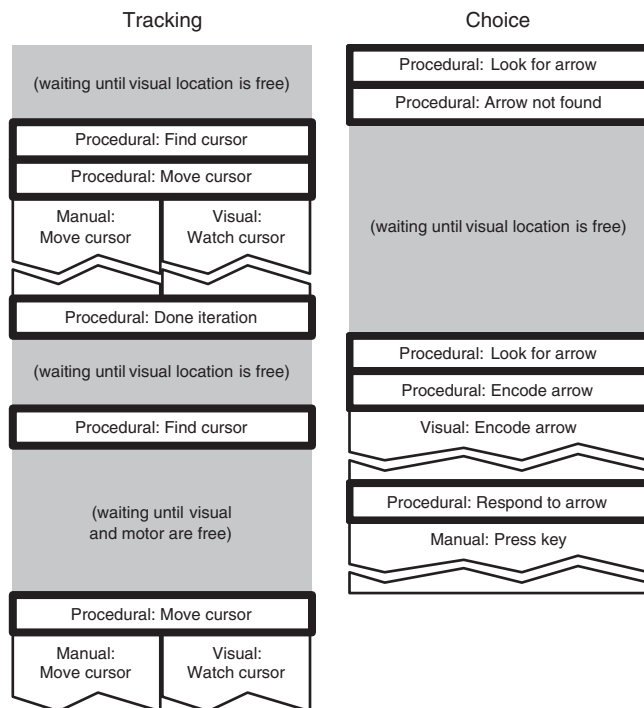 Tracking
(waiting until visual location is free)
Procedural: Find cursor
Procedural: Move cursor
Manual:
Move cursor
Visual:
Watch cursor
Procedural: Done iteration
(waiting until visual location is free)
Procedural: Find cursor
(waiting until visual
and motor are free)
Procedural: Move cursor
Manual:
Move cursor
Visual:
Watch cursor
Choice
Procedural: Look for arrow
Procedural: Arrow not found
(waiting until visual location is free)
Procedural: Look for arrow
Procedural: Encode arrow
Visual: Encode arrow
Procedural: Respond to arrow
Manual: Press key